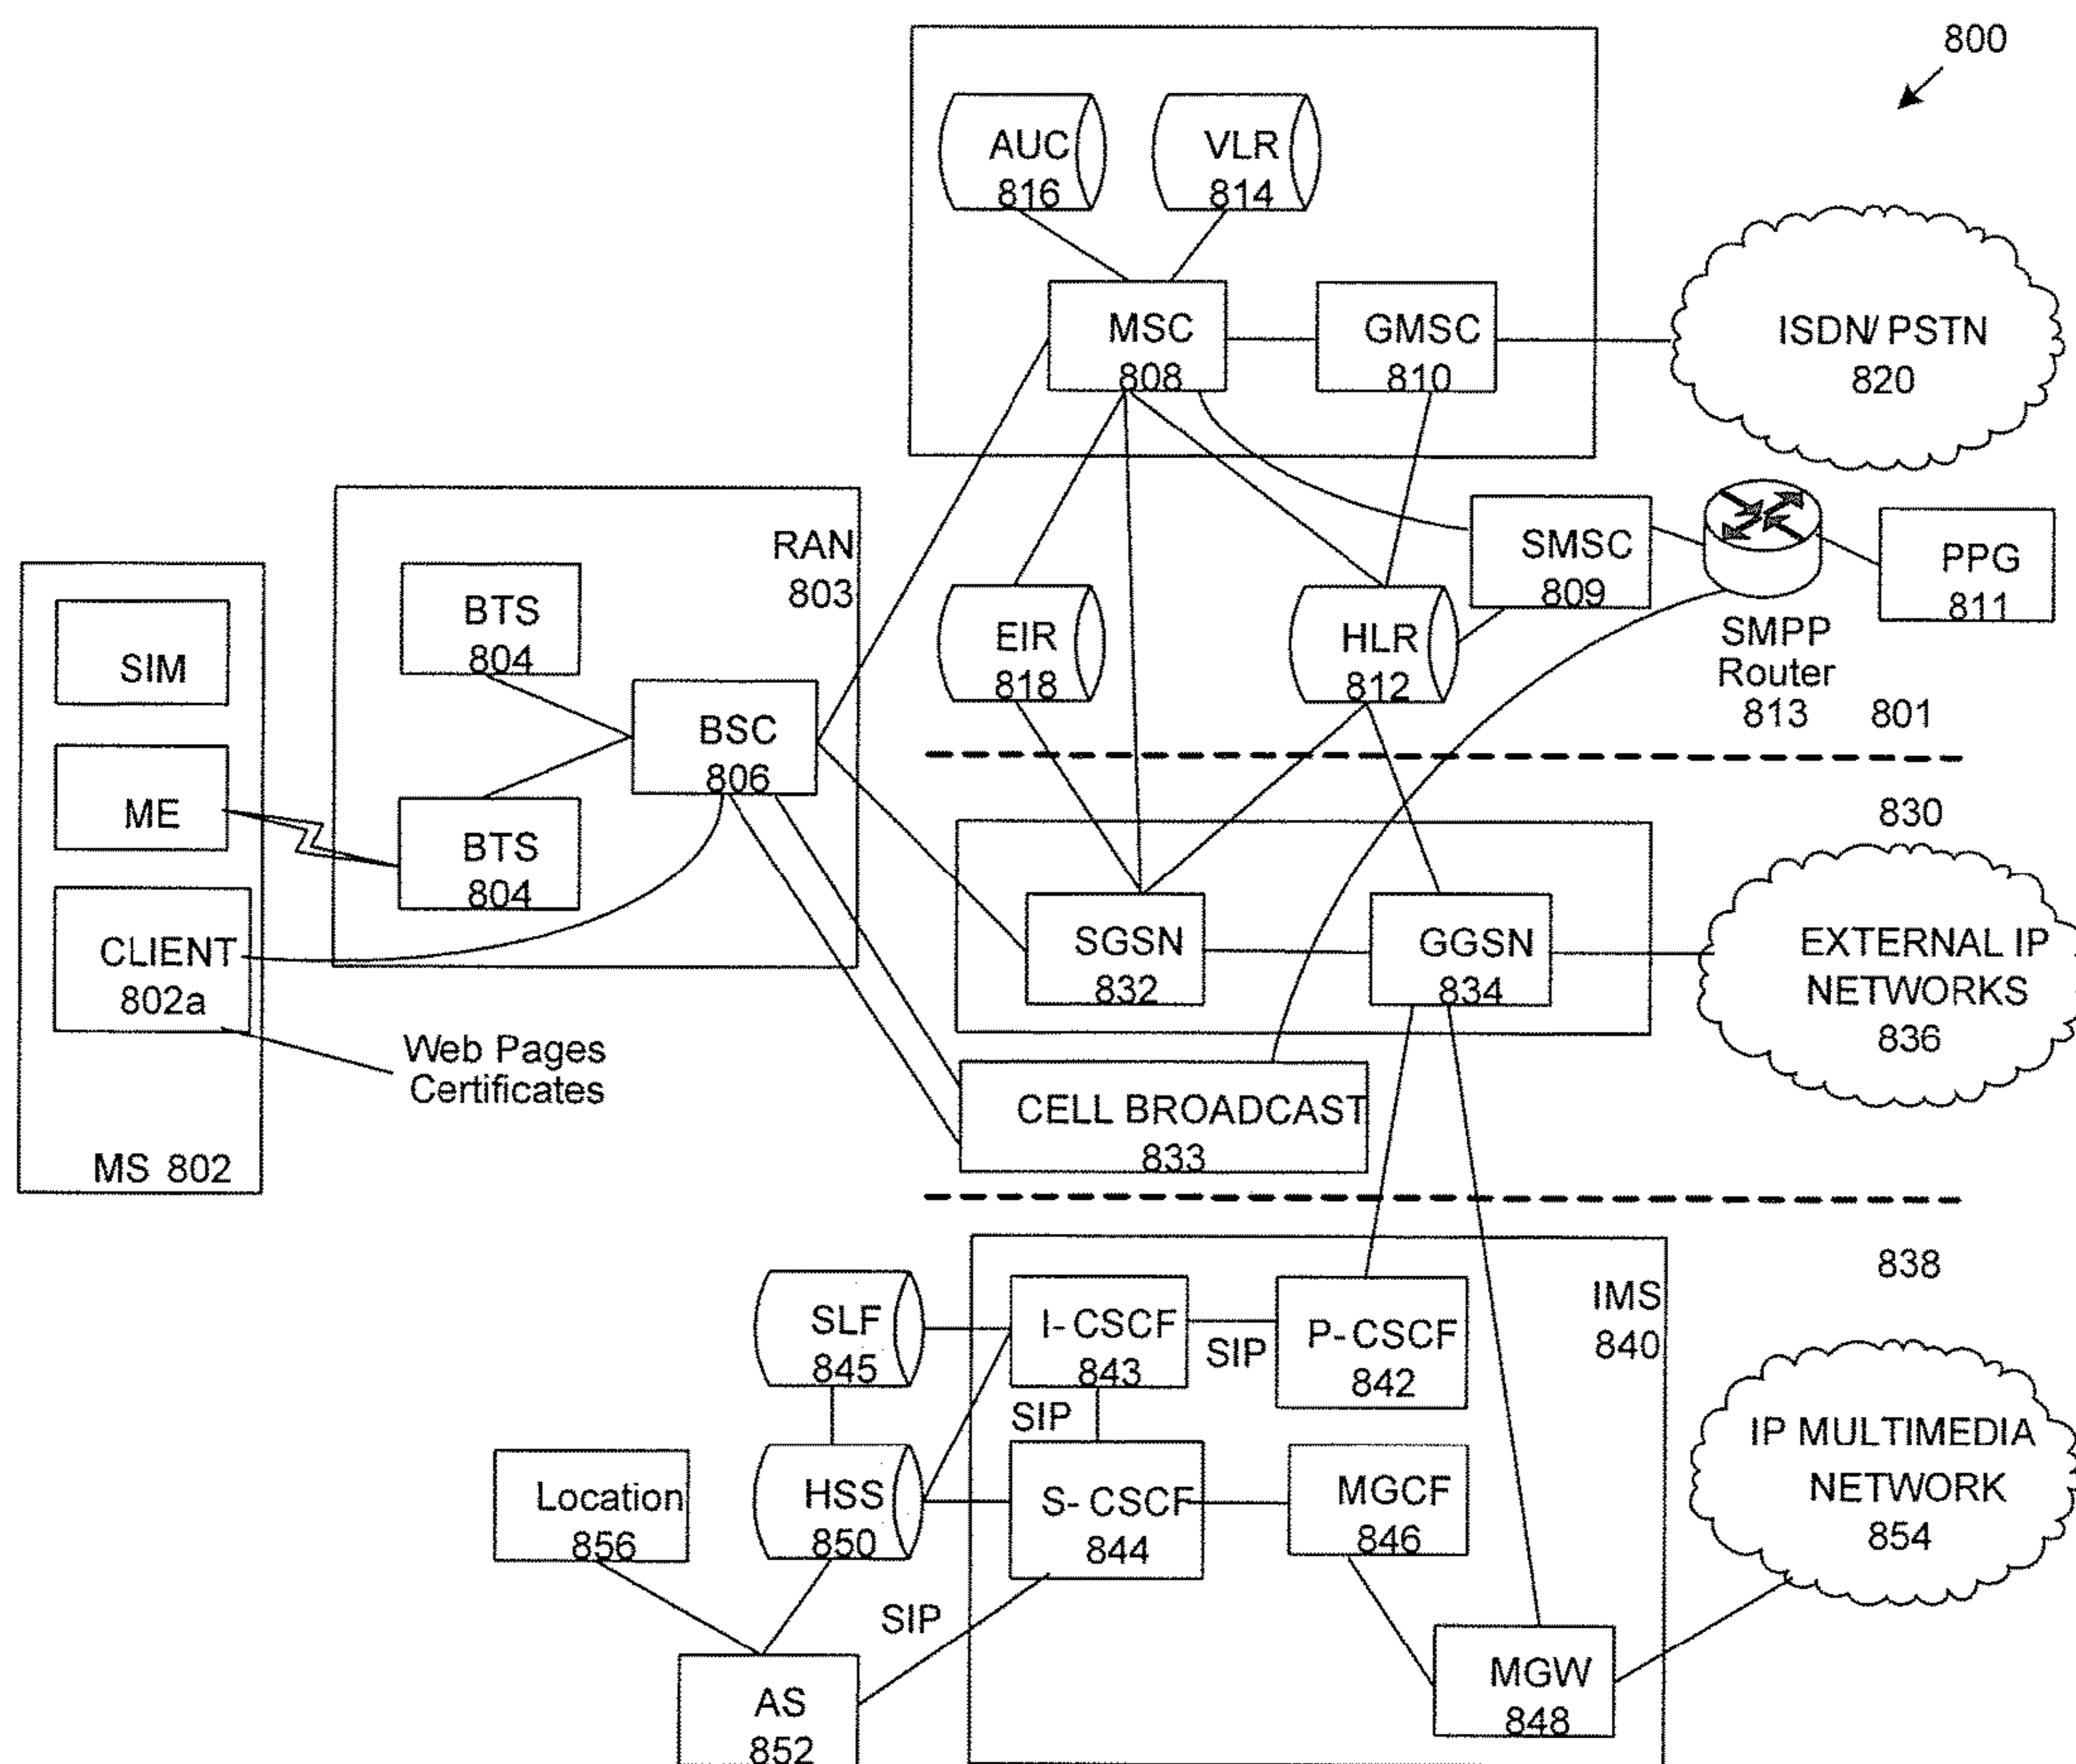 800
AUC
816
VLR
814
MSC
808
GMSC
810
ISDN/ PSTN
820
RAN
803
BTS
804
BSC
806
BTS
804
SIM
ME
CLIENT
802a
MS 802
Web Pages
Certificates
EIR
818
HLR
812
SMSC
809
SMPP
Router
813
PPG
811
801
830
SGSN
832
GGSN
834
EXTERNAL IP
NETWORKS
836
CELL BROADCAST
833
838
IMS
840
SLF
845
I-CSCF
843
SIP
P-CSCF
842
SIP
Location
856
HSS
850
S-CSCF
844
MGCF
846
IP MULTIMEDIA
NETWORK
854
SIP
AS
852
MGW
848